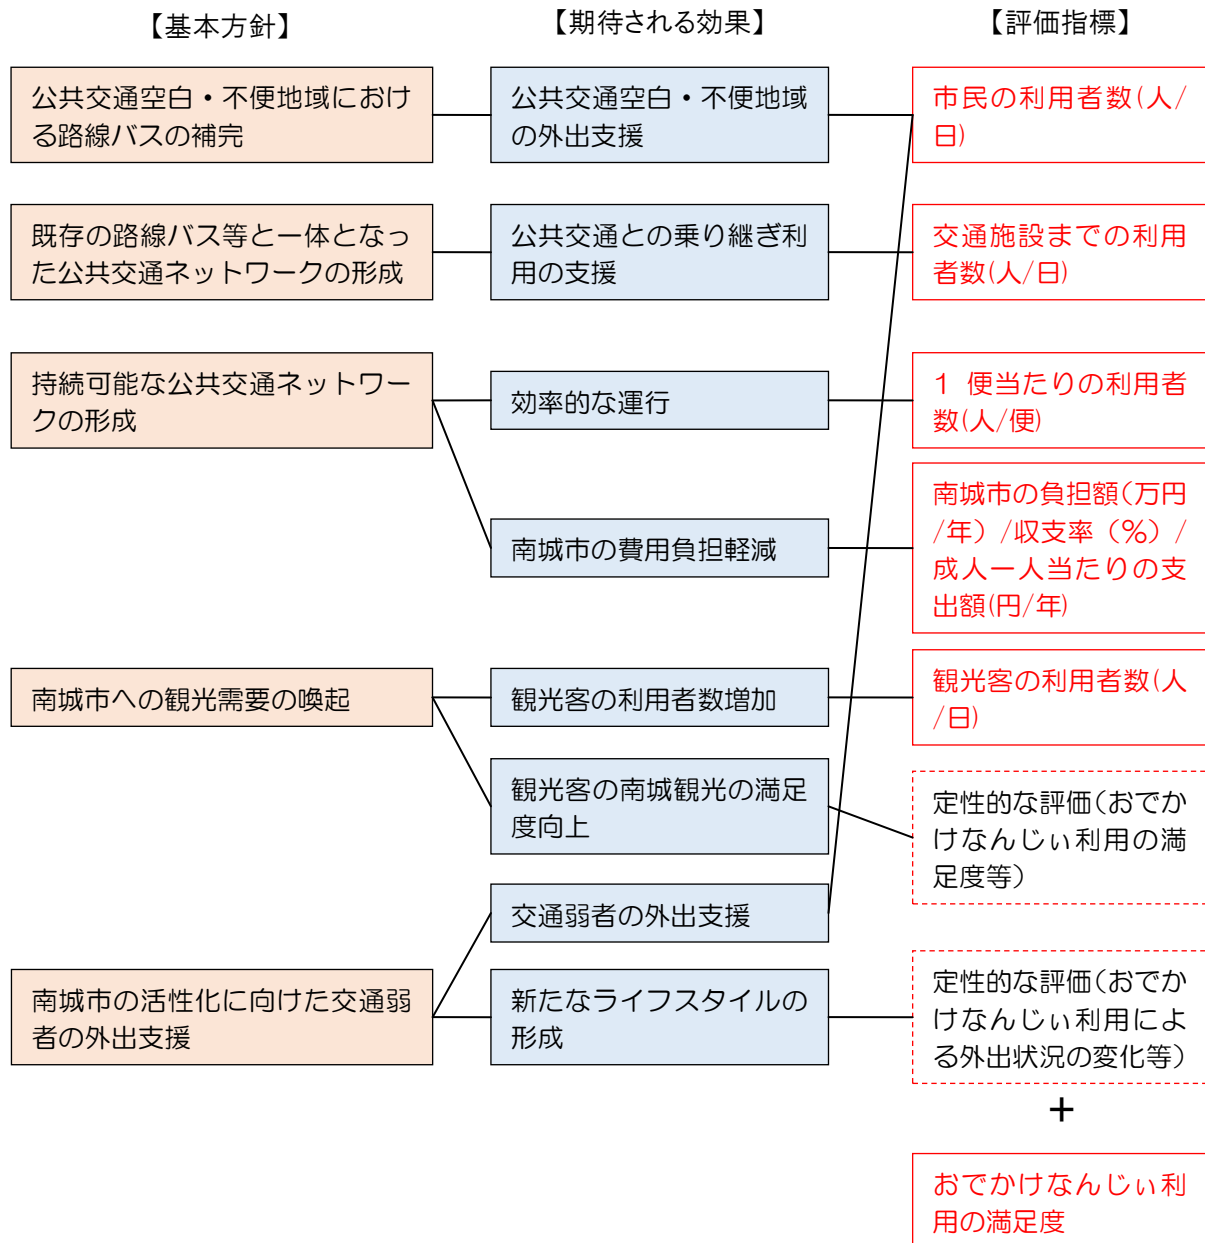 【基本方針】
【期待される効果】
【評価指標】
公共交通空白・不便地域におけ
る路線バスの補完
公共交通空白・不便地域
の外出支援
市民の利用者数(人/
日)
既存の路線バス等と一体となっ
た公共交通ネットワークの形成
公共交通との乗り継ぎ利
用の支援
交通施設までの利用
者数(人/日)
持続可能な公共交通ネットワー
クの形成
効率的な運行
1 便当たりの利用者
数(人/便)
南城市の費用負担軽減
南城市の負担額(万円
/年)/収支率(%)/
成人一人当たりの支
出額(円/年)
南城市への観光需要の喚起
観光客の利用者数増加
観光客の利用者数(人
/日)
観光客の南城観光の満足
度向上
定性的な評価(おでか
けなんじぃ利用の満
足度等)
南城市の活性化に向けた交通弱
者の外出支援
交通弱者の外出支援
新たなライフスタイルの
形成
定性的な評価(おでか
けなんじぃ利用によ
る外出状況の変化等)
+
おでかけなんじぃ利
用の満足度